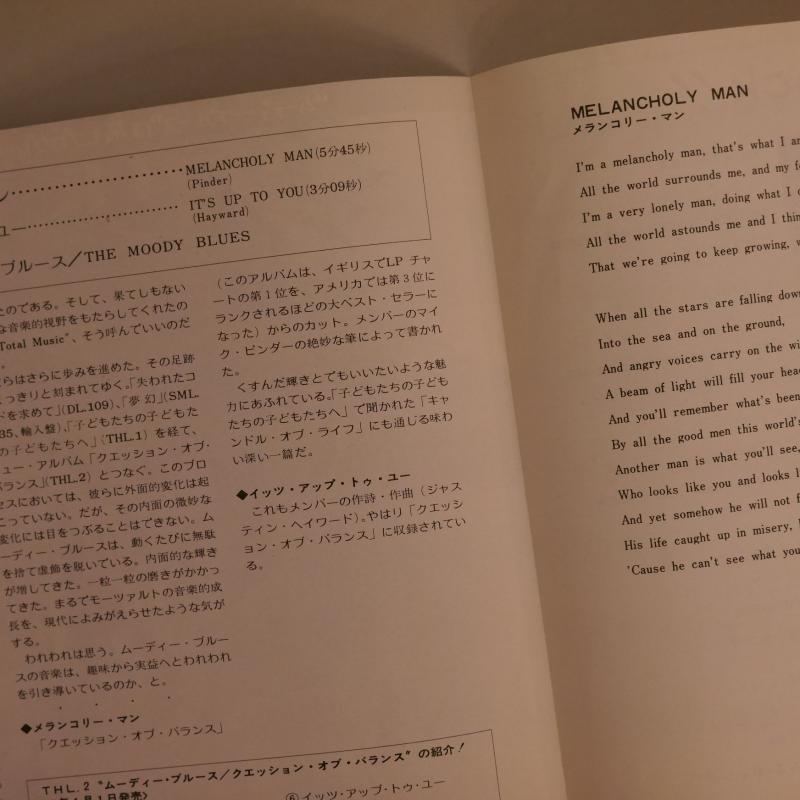 ン……………………MELANCHOLY MAN(5分45秒)
(Pinder)
ユー……………………IT'S UP TO YOU(3分09秒)
(Hayward)
ブルース／THE MOODY BLUES
たのである。そして、果てしもない
な音楽的視野をもたらしてくれたの
Total Music"、そう呼んでいいのだ
。
らはさらに歩みを進めた。その足跡
っきりと刻まれてゆく。「失われたコ
ドを求めて」(DL.109)、「夢幻」(SML.
35、輸入盤)、「子どもたちの子どもた
の子どもたちへ」(THL.1) を経て、
ュー・アルバム「クエッション・オブ・
バランス」(THL.2) とつなぐ。このプロ
セスにおいては、彼らに外面的変化は起
こっていない。だが、その内面の微妙な
変化には目をつぶることはできない。ム
ーディー・ブルースは、動くたびに無駄
を捨て虚飾を脱いでいる。内面的な輝き
が増してきた。一粒一粒の磨きがかかっ
てきた。まるでモーツァルトの音楽的成
長を、現代によみがえらせたような気が
する。
われわれは思う。ムーディー・ブルー
スの音楽は、趣味から実益へとわれわれ
を引き導いているのか、と。
・ ・ ・ ・
◆メランコリー・マン
「クエッション・オブ・バランス」
(このアルバムは、イギリスでLP チャ
ートの第1位を、アメリカでは第3位に
ランクされるほどの大ベスト・セラーに
なった) からのカット。メンバーのマイ
ク・ピンダーの絶妙な筆によって書かれ
た。
くすんだ輝きとでもいいたいような魅
力にあふれている。「子どもたちの子ども
たちの子どもたちへ」で聞かれた「キャ
ンドル・オブ・ライフ」にも通じる味わ
い深い一篇だ。
◆イッツ・アップ・トゥ・ユー
これもメンバーの作詩・作曲 (ジャス
ティン・ヘイワード)。やはり「クエッシ
ョン・オブ・バランス」に収録されてい
る。
THL.2 "ムーディー・ブルース／クエッション・オブ・バランス" の紹介！
月1日発売>
⑥イッツ・アップ・トゥ・ユー
MELANCHOLY MAN
メランコリー・マン
I'm a melancholy man, that's what I
All the world surrounds me, and my
I'm a very lonely man, doing what I
All the world astounds me and I
That we're going to keep growing,
When all the stars are falling
Into the sea and on the ground,
And angry voices carry on the
A beam of light will fill your
And you'll remember what's been
By all the good men this world's
Another man is what you'll see,
Who looks like you and looks
And yet somehow he will not
His life caught up in misery,
'Cause he can't see what